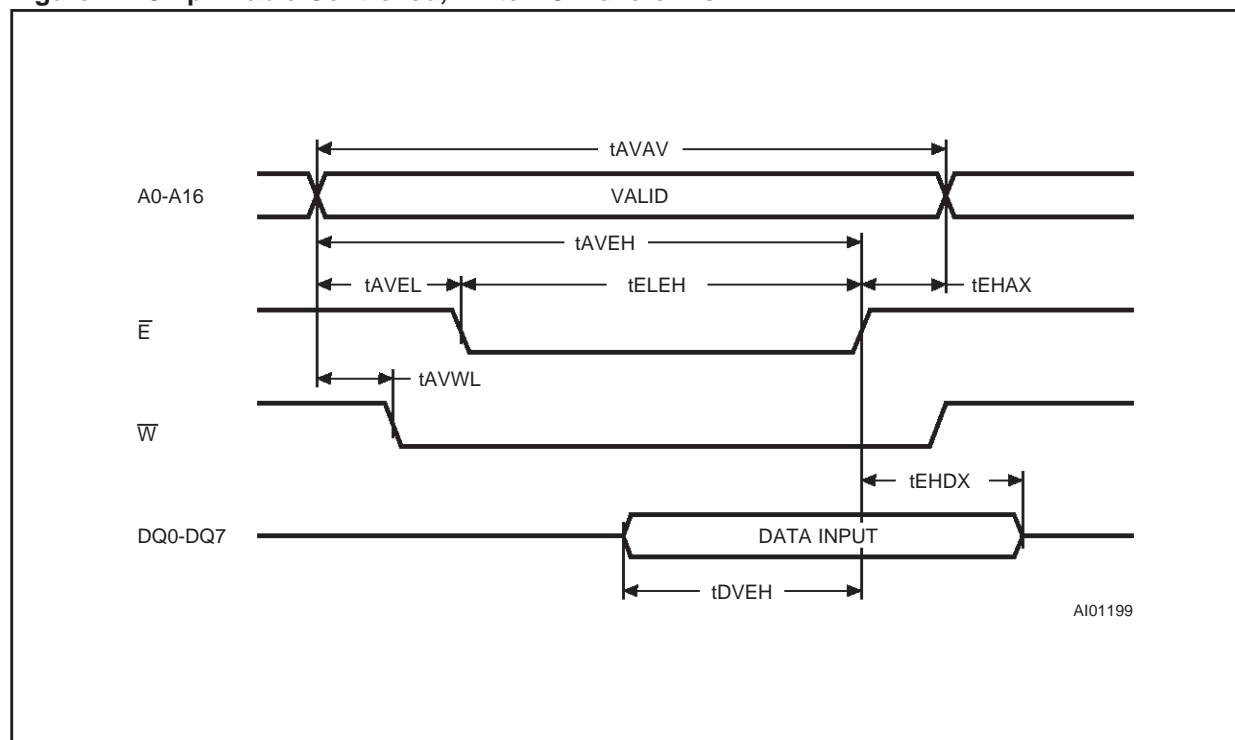 tAVAV
A0-A16
VALID
tAVEH
tAVEL
tELEH
tEHAX
E̅
tAVWL
W̅
tEHDX
DQ0-DQ7
DATA INPUT
tDVEH
AI01199